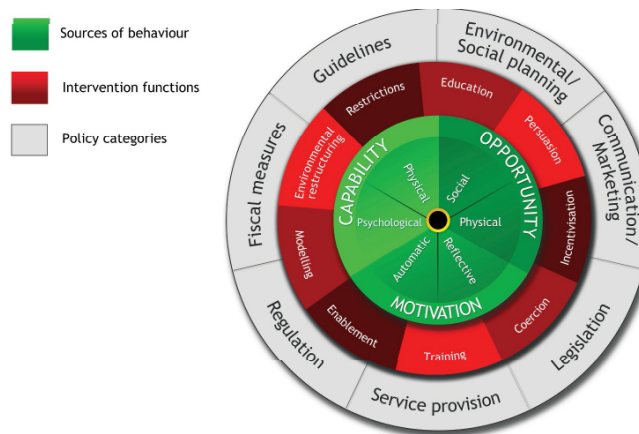 Sources of behaviour
Intervention functions
Policy categories
Guidelines
Environmental/
Social planning
Communication/
Marketing
Legislation
Service provision
Regulation
Fiscal measures
Restrictions
Education
Persuasion
Incentivisation
Coercion
Training
Enablement
Modelling
Environmental
restructuring
CAPABILITY
OPPORTUNITY
MOTIVATION
Physical
Social
Psychological
Physical
Automatic
Reflective